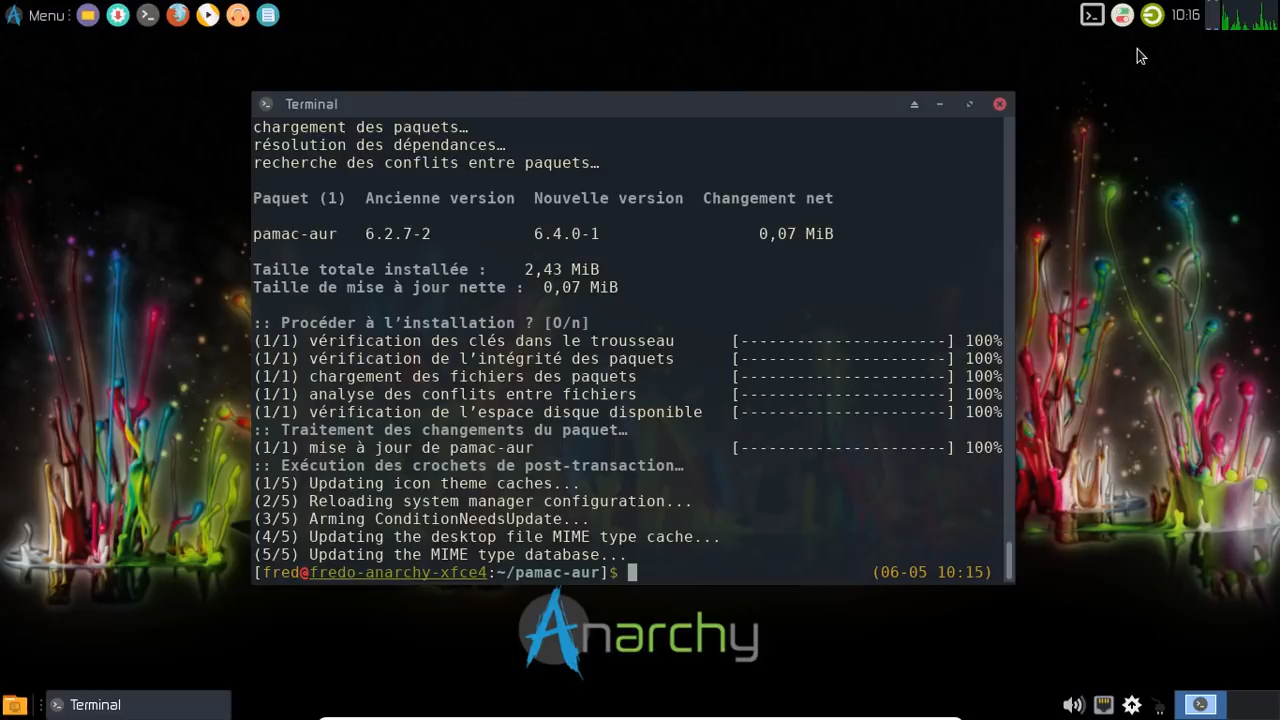 Menu :
10:16
Terminal
chargement des paquets…
résolution des dépendances…
recherche des conflits entre paquets…
Paquet (1)  Ancienne version  Nouvelle version  Changement net
pamac-aur   6.2.7-2           6.4.0-1                 0,07 MiB
Taille totale installée :    2,43 MiB
Taille de mise à jour nette :  0,07 MiB
:: Procéder à l’installation ? [O/n]
(1/1) vérification des clés dans le trousseau      [----------------------] 100%
(1/1) vérification de l’intégrité des paquets      [----------------------] 100%
(1/1) chargement des fichiers des paquets          [----------------------] 100%
(1/1) analyse des conflits entre fichiers          [----------------------] 100%
(1/1) vérification de l’espace disque disponible   [----------------------] 100%
:: Traitement des changements du paquet…
(1/1) mise à jour de pamac-aur                     [----------------------] 100%
:: Exécution des crochets de post-transaction…
(1/5) Updating icon theme caches...
(2/5) Reloading system manager configuration...
(3/5) Arming ConditionNeedsUpdate...
(4/5) Updating the desktop file MIME type cache...
(5/5) Updating the MIME type database...
[fred@fredo-anarchy-xfce4:~/pamac-aur]$ (06-05 10:15)
Anarchy
Terminal